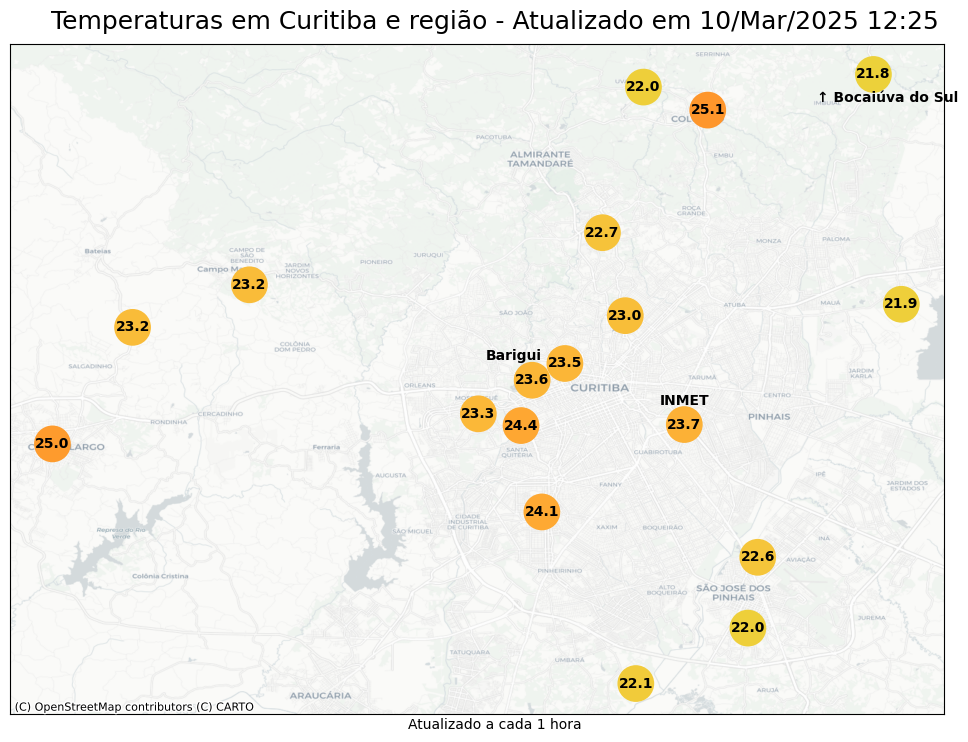 Temperaturas em Curitiba e região - Atualizado em 10/Mar/2025 12:25
SERRINHA
21.8
22.0
↑ Bocaiúva do Sul
25.1
PACOTUBA
ALMIRANTE
TAMANDARÉ
EMBU
ROÇA
GRANDE
22.7
MONZA
PALOMA
Bateias
CAMPO DE
SÃO
BENEDITO
JURUQUI
PIONEIRO
JARDIM
NOVOS
HORIZONTES
23.2
21.9
ATUBA
MAUÁ
SÃO JOÃO
23.0
23.2
COLÔNIA
DOM PEDRO
Barigui
23.5
SALGADINHO
JARDIM
KARLA
23.6
TARUMÃ
ORLEANS
CURITIBA
CENTRO
INMET
23.3
CERCADINHO
RONDINHA
24.4
23.7
PINHAIS
25.0
Ferraria
SANTA
QUITÉRIA
GUABIROTUBA
AUGUSTA
IPÊ
FANNY
JARDIM DOS
ESTADOS I
24.1
CIDADE
INDUSTRIAL
DE CURITIBA
SÃO MIGUEL
XAXIM
BOQUEIRÃO
Represa do Rio
Verde
INÁ
22.6
AVIAÇÃO
PINHEIRINHO
Colônia Cristina
ALTO
BOQUEIRÃO
SÃO JOSÉ DOS
PINHAIS
JUREMA
22.0
TATUQUARA
UMBARÁ
22.1
ARUJÁ
ARAUCÁRIA
(C) OpenStreetMap contributors (C) CARTO
Atualizado a cada 1 hora